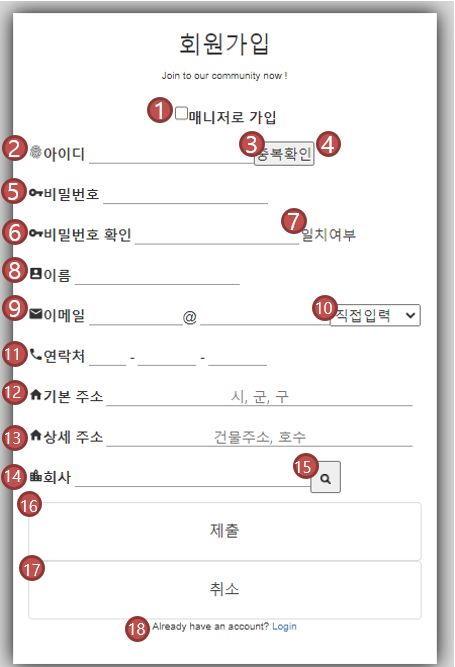 회원가입
Join to our community now !
1 매니저로 가입
2 아이디 3 중복확인 4
5 비밀번호
6 비밀번호 확인 7 일치여부
8 이름
9 이메일 @ 10 직접입력
11 연락처 - -
12 기본 주소 시, 군, 구
13 상세 주소 건물주소, 호수
14 회사 15
16
제출
17
취소
18 Already have an account? Login